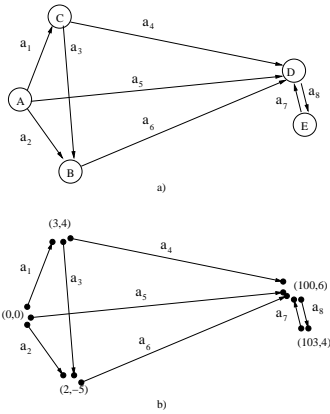 C
a4
a1
a3
D
a5
A
a8
a7
a6
a2
E
B
a)
(3,4)
a4
a1
a3
(100,6)
a5
(0,0)
a8
a7
a2
a6
(103,4)
(2,−5)
b)